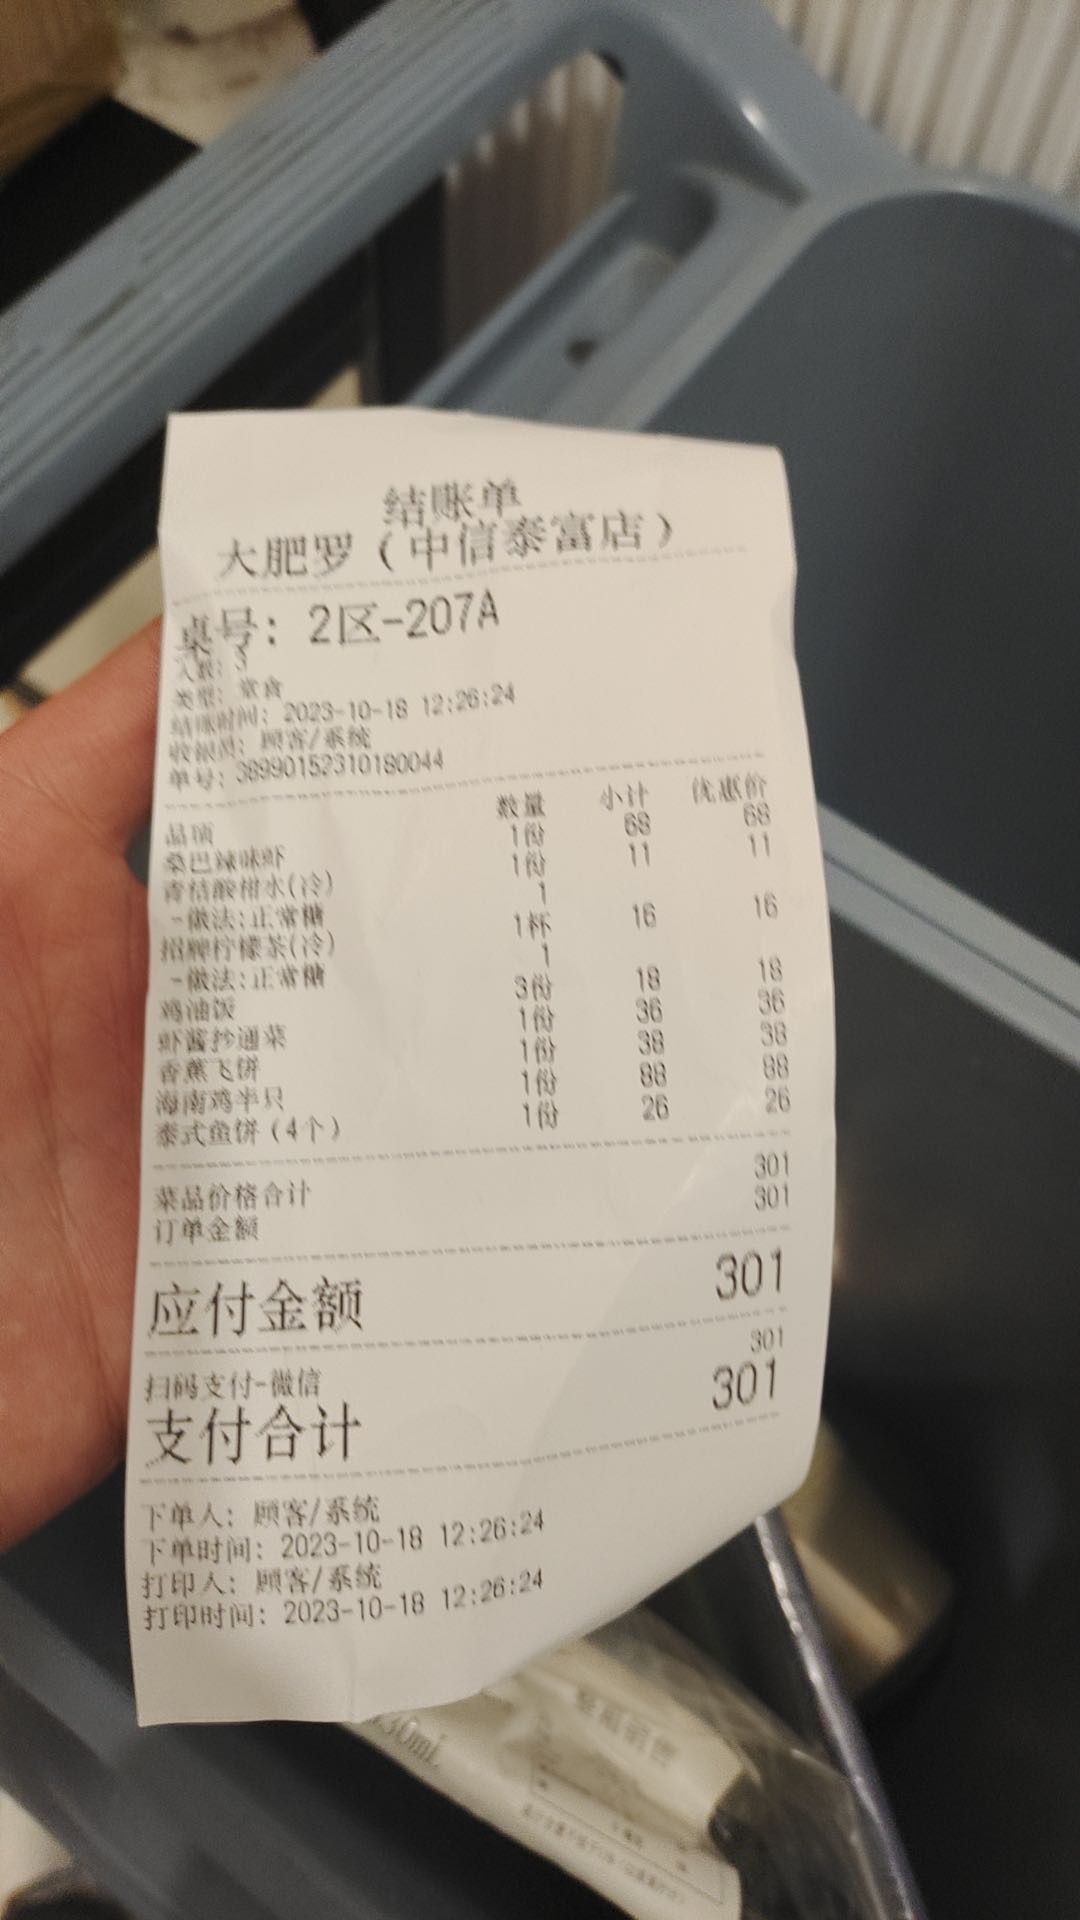 结账单
大肥罗（中信泰富店）
桌号: 2区-207A
人数: 3
类型: 堂食
结账时间: 2023-10-18 12:26:24
收银员: 顾客/系统
单号: 38990152310180044
品项 数量 小计 优惠价
桑巴辣味虾 1份 68 68
青桔酸柑水(冷) 1份 11 11
-做法:正常糖 1
招牌柠檬茶(冷) 1杯 16 16
-做法:正常糖 1
鸡油饭 3份 18 18
虾酱抄通菜 1份 36 36
香蕉飞饼 1份 38 38
海南鸡半只 1份 88 88
泰式鱼饼（4个） 1份 26 26
菜品价格合计 301
订单金额 301
应付金额 301
扫码支付-微信 301
支付合计 301
下单人: 顾客/系统
下单时间: 2023-10-18 12:26:24
打印人: 顾客/系统
打印时间: 2023-10-18 12:26:24